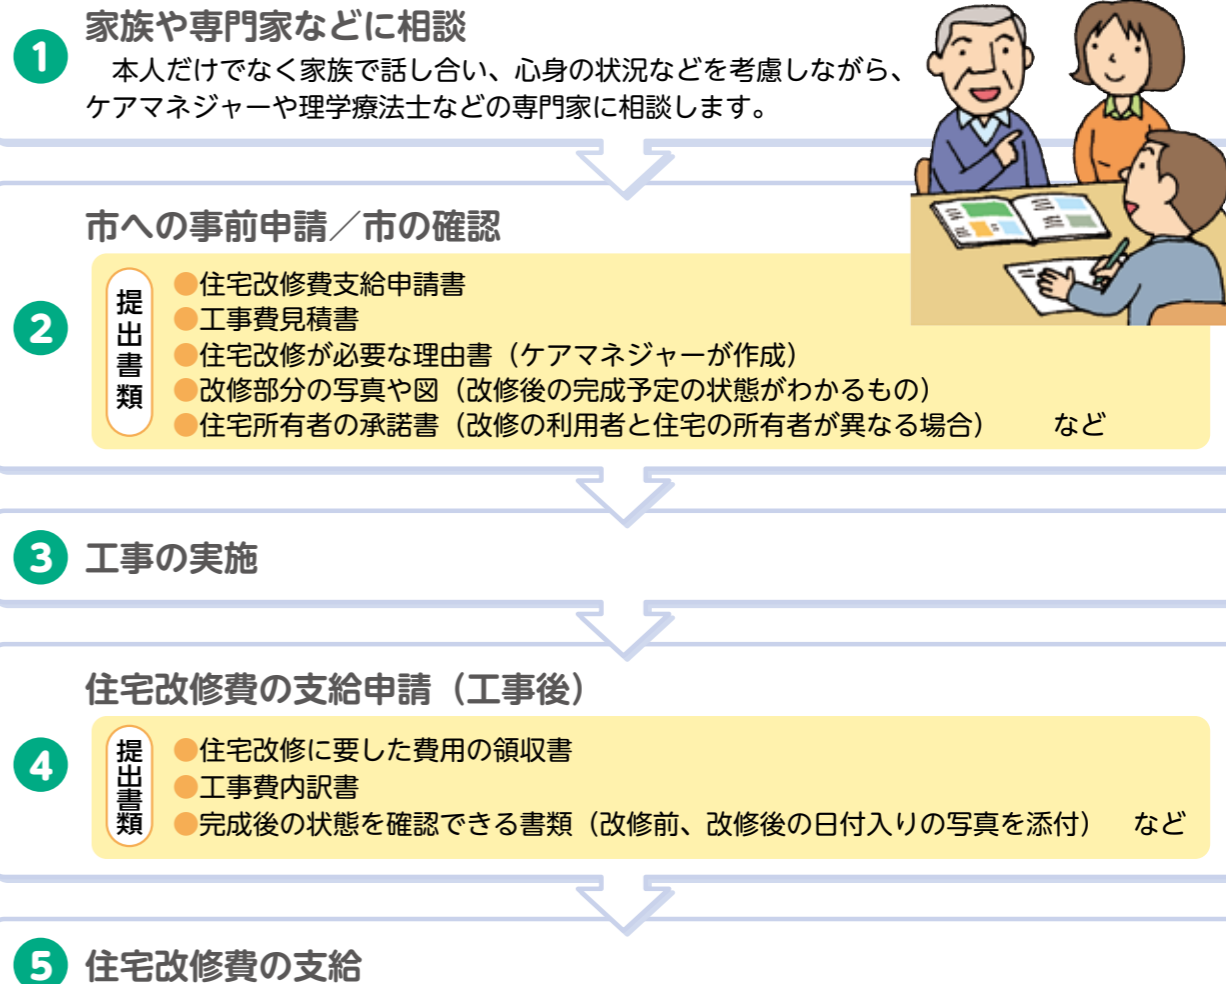 1 家族や専門家などに相談
本人だけでなく家族で話し合い、心身の状況などを考慮しながら、
ケアマネジャーや理学療法士などの専門家に相談します。
市への事前申請／市の確認
2
提出書類
●住宅改修費支給申請書
●工事費見積書
●住宅改修が必要な理由書（ケアマネジャーが作成）
●改修部分の写真や図（改修後の完成予定の状態がわかるもの）
●住宅所有者の承諾書（改修の利用者と住宅の所有者が異なる場合）　など
3 工事の実施
住宅改修費の支給申請（工事後）
4
提出書類
●住宅改修に要した費用の領収書
●工事費内訳書
●完成後の状態を確認できる書類（改修前、改修後の日付入りの写真を添付）　など
5 住宅改修費の支給